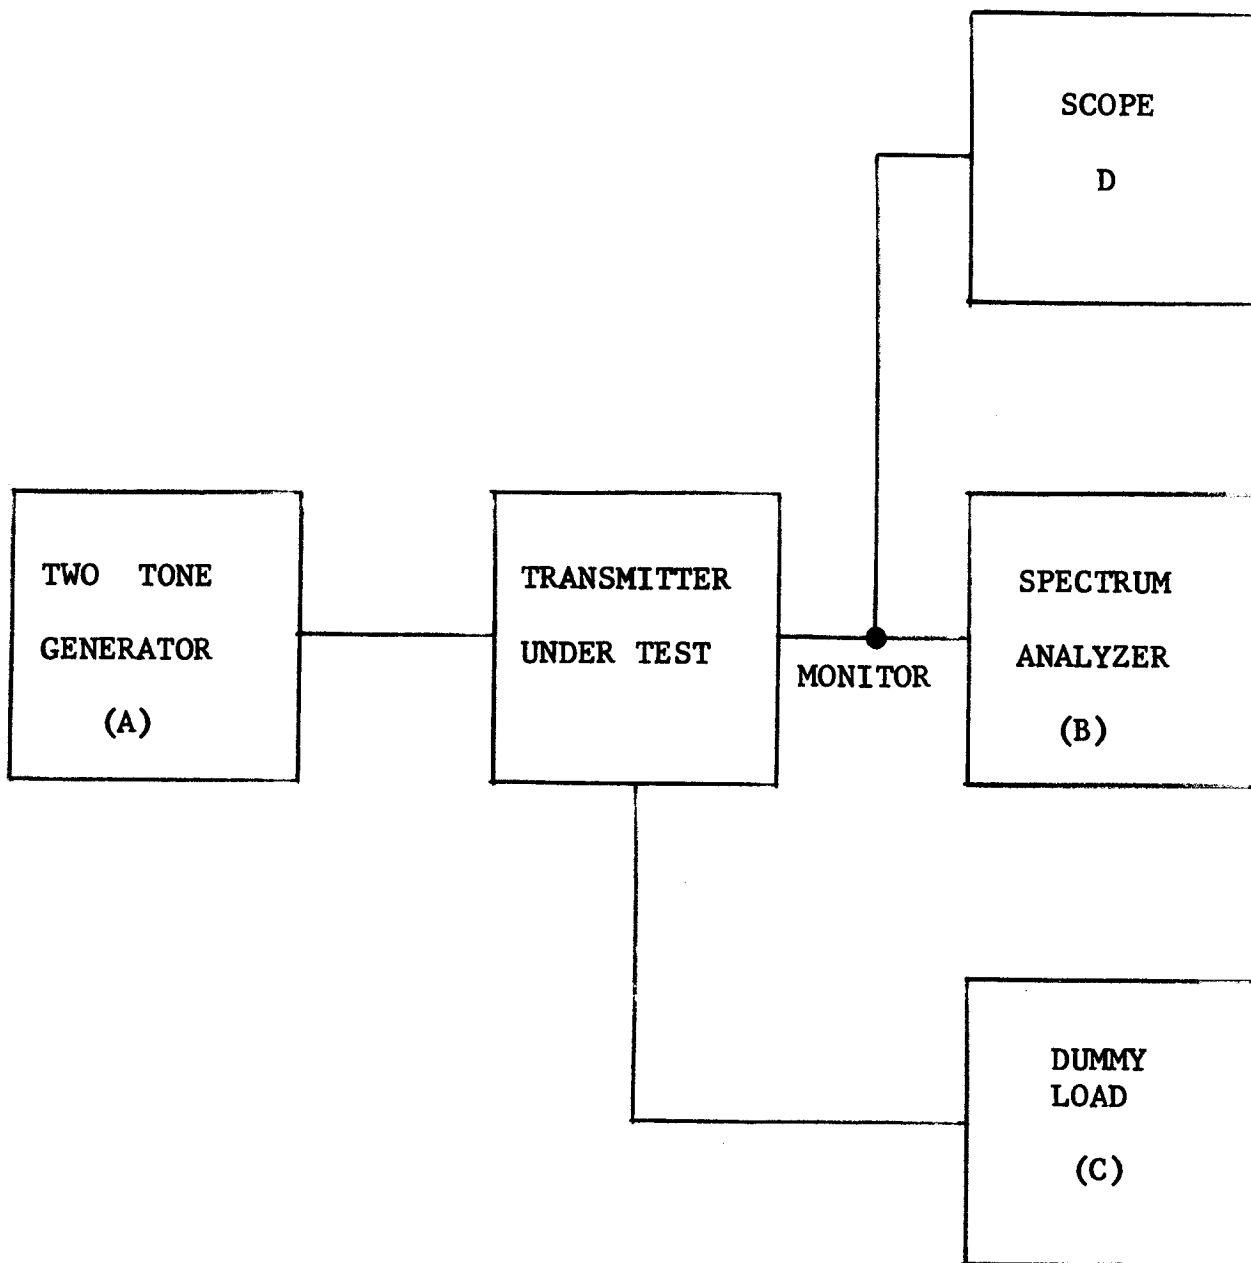 SCOPE
D
TWO TONE
GENERATOR
(A)
TRANSMITTER
UNDER TEST
MONITOR
SPECTRUM
ANALYZER
(B)
DUMMY
LOAD
(C)